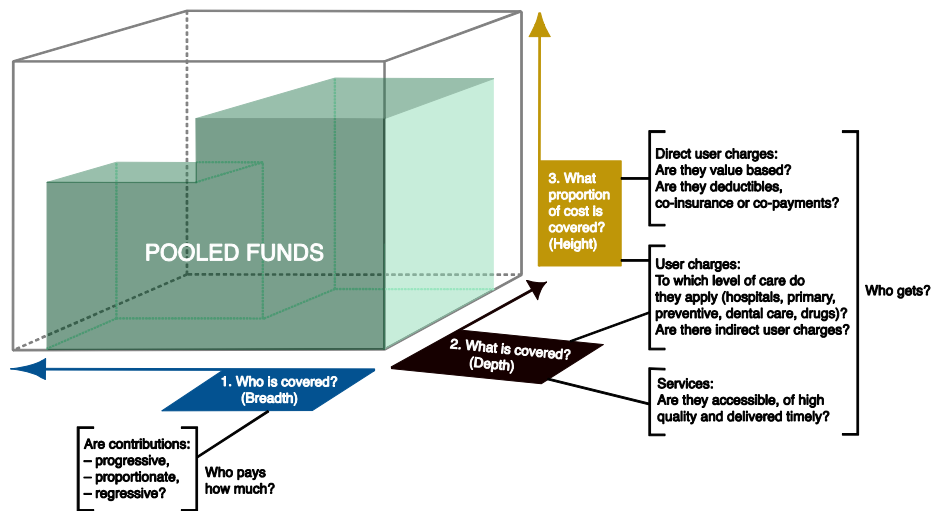 POOLED FUNDS
3. What
proportion
of cost is
covered?
(Height)
Direct user charges:
Are they value based?
Are they deductibles,
co-insurance or co-payments?
User charges:
To which level of care do
they apply (hospitals, primary,
preventive, dental care, drugs)?
Are there indirect user charges?
Who gets?
2. What is covered?
(Depth)
Services:
Are they accessible, of high
quality and delivered timely?
1. Who is covered?
(Breadth)
Are contributions:
– progressive,
– proportionate,
– regressive?
Who pays
how much?